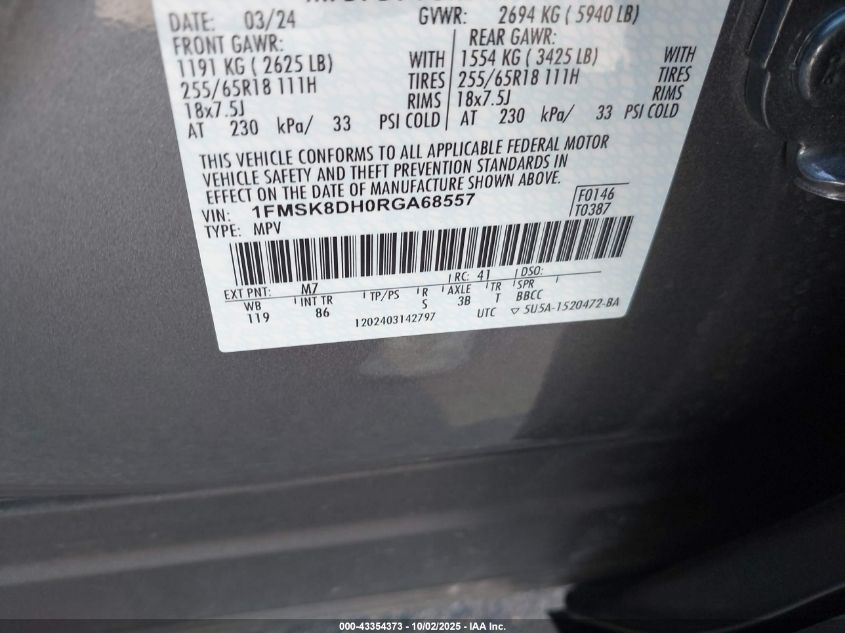 DATE: 03/24 GVWR: 2694 KG ( 5940 LB)
FRONT GAWR: REAR GAWR:
1191 KG ( 2625 LB) WITH 1554 KG ( 3425 LB) WITH
255/65R18 111H TIRES 255/65R18 111H TIRES
18x7.5J RIMS 18x7.5J RIMS
AT 230 kPa/ 33 PSI COLD AT 230 kPa/ 33 PSI COLD
THIS VEHICLE CONFORMS TO ALL APPLICABLE FEDERAL MOTOR
VEHICLE SAFETY AND THEFT PREVENTION STANDARDS IN
EFFECT ON THE DATE OF MANUFACTURE SHOWN ABOVE.
VIN: 1FMSK8DH0RGA68557 F0146
TYPE: MPV T0387
EXT PNT: M7 RC: 41 DSO:
WB INT TR TP/PS R AXLE TR SPR
119 86 S 3B T BBCC
1202403142797 UTC ▽ 5U5A-1520472-BA
000-43354373 - 10/02/2025 - IAA Inc.